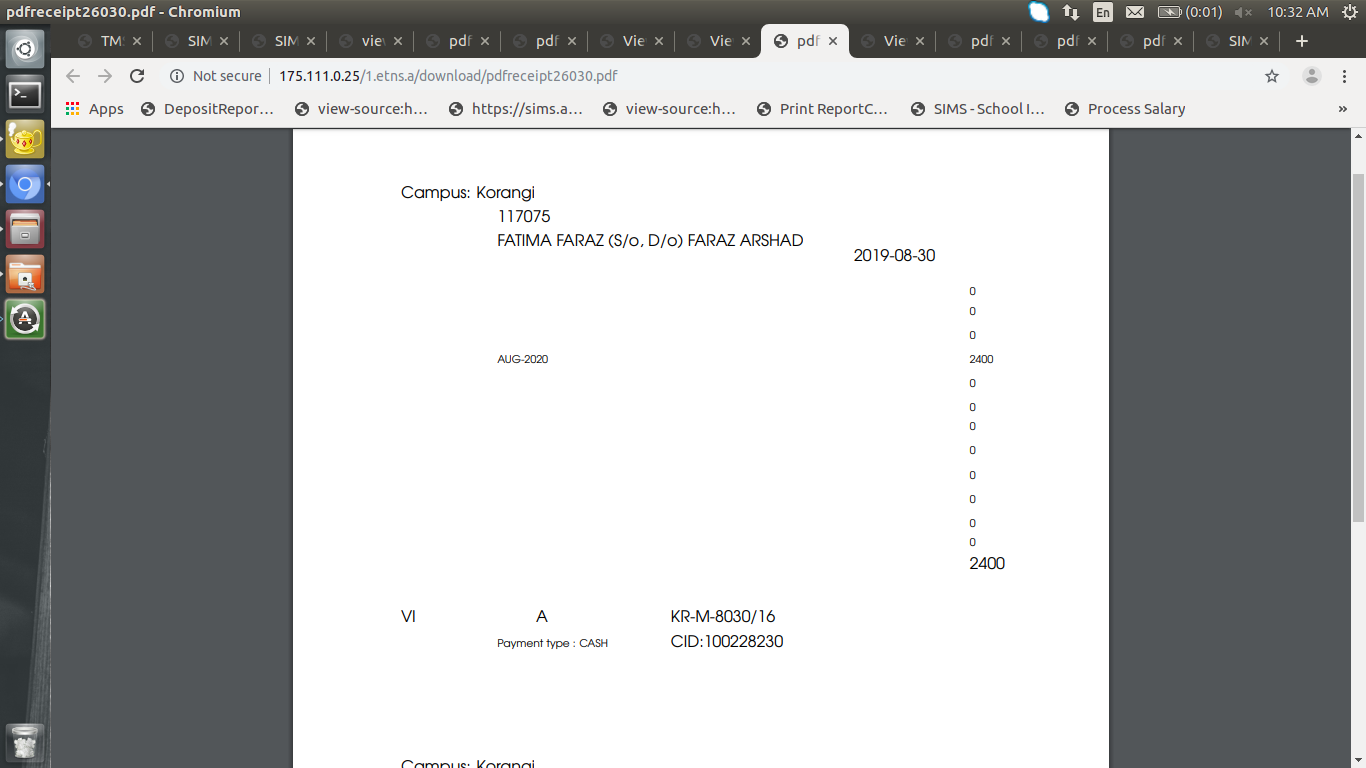 pdfreceipt26030.pdf - Chromium
En (0:01) 10:32 AM
TMS SIM SIM view pdf pdf View View pdf View pdf pdf pdf SIM
Not secure 175.111.0.25/1.etns.a/download/pdfreceipt26030.pdf
Apps DepositRepor... view-source:h... https://sims.a... view-source:h... Print ReportC... SIMS - School I... Process Salary »
Campus: Korangi
117075
FATIMA FARAZ (S/o, D/o) FARAZ ARSHAD
2019-08-30
0
0
0
AUG-2020 2400
0
0
0
0
0
0
0
0
2400
VI A KR-M-8030/16
Payment type : CASH CID:100228230
Campus: Korangi